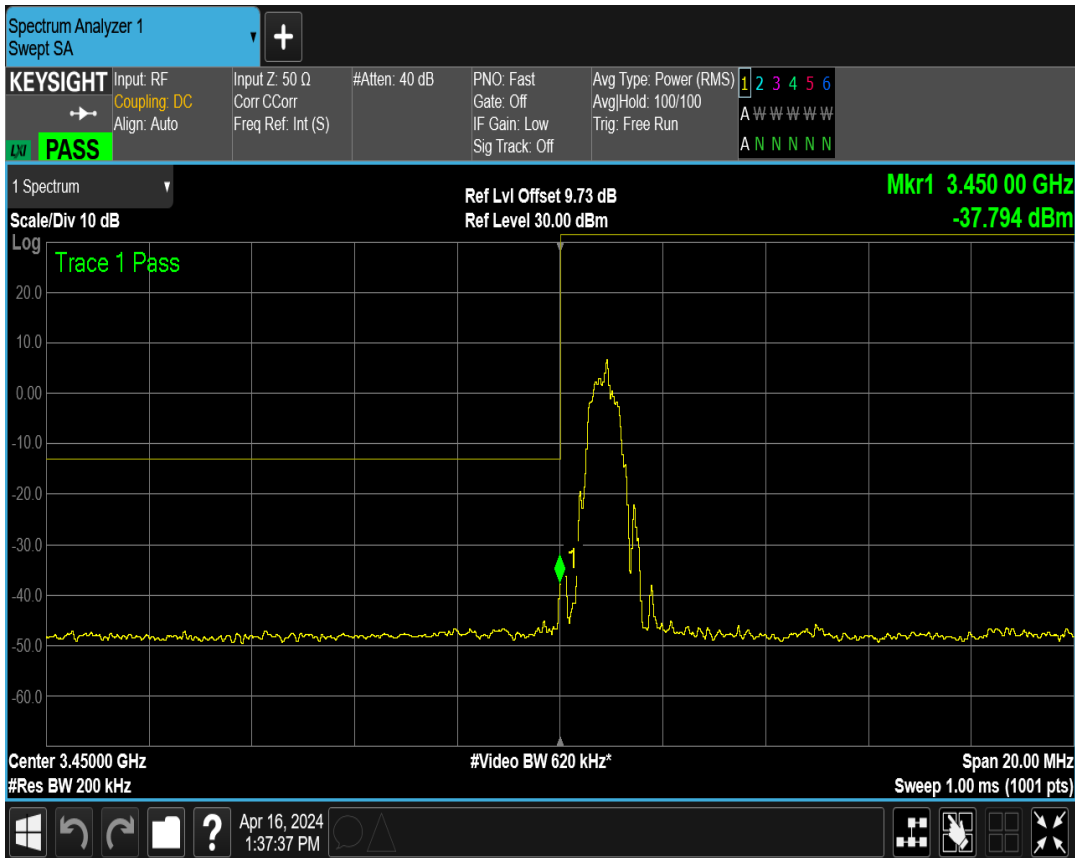 Spectrum Analyzer 1
Swept SA
KEYSIGHT
LXI PASS
Input: RF
Coupling: DC
Align: Auto
Input Z: 50 Ω
Corr CCorr
Freq Ref: Int (S)
#Atten: 40 dB
PNO: Fast
Gate: Off
IF Gain: Low
Sig Track: Off
Avg Type: Power (RMS)
Avg|Hold: 100/100
Trig: Free Run
1 2 3 4 5 6
A W W W W W
A N N N N N
1 Spectrum
Scale/Div 10 dB
Ref Lvl Offset 9.73 dB
Ref Level 30.00 dBm
Mkr1 3.450 00 GHz
-37.794 dBm
Log
Trace 1 Pass
20.0
10.0
0.00
-10.0
-20.0
-30.0
-40.0
-50.0
-60.0
1
Center 3.45000 GHz
#Res BW 200 kHz
#Video BW 620 kHz*
Span 20.00 MHz
Sweep 1.00 ms (1001 pts)
?
Apr 16, 2024
1:37:37 PM